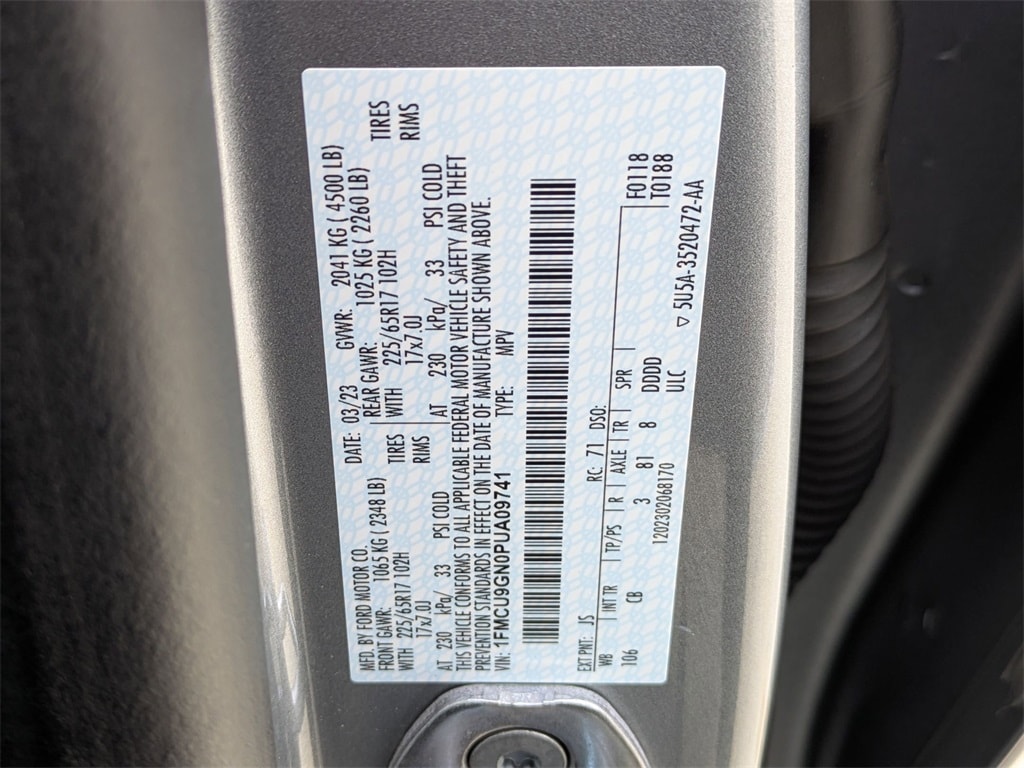 MFD. BY FORD MOTOR CO. DATE: 03/23 GVWR: 2041 KG ( 4500 LB)
FRONT GAWR: 1065 KG ( 2348 LB) REAR GAWR: 1025 KG ( 2260 LB)
WITH 225/65R17 102H TIRES WITH 225/65R17 102H TIRES
17x7.0J RIMS 17x7.0J RIMS
AT 230 kPa/ 33 PSI COLD AT 230 kPa/ 33 PSI COLD
THIS VEHICLE CONFORMS TO ALL APPLICABLE FEDERAL MOTOR VEHICLE SAFETY AND THEFT
PREVENTION STANDARDS IN EFFECT ON THE DATE OF MANUFACTURE SHOWN ABOVE.
VIN: 1FMCU9GN0PUA09741 TYPE: MPV
EXT PNT: JS RC: 71 DSO: F0118
WB | INT TR | TP/PS | R | AXLE | TR | SPR | T0188
106 CB 3 81 8 DDDD
1202302068170 ULC
▽ 5U5A-3520472-AA